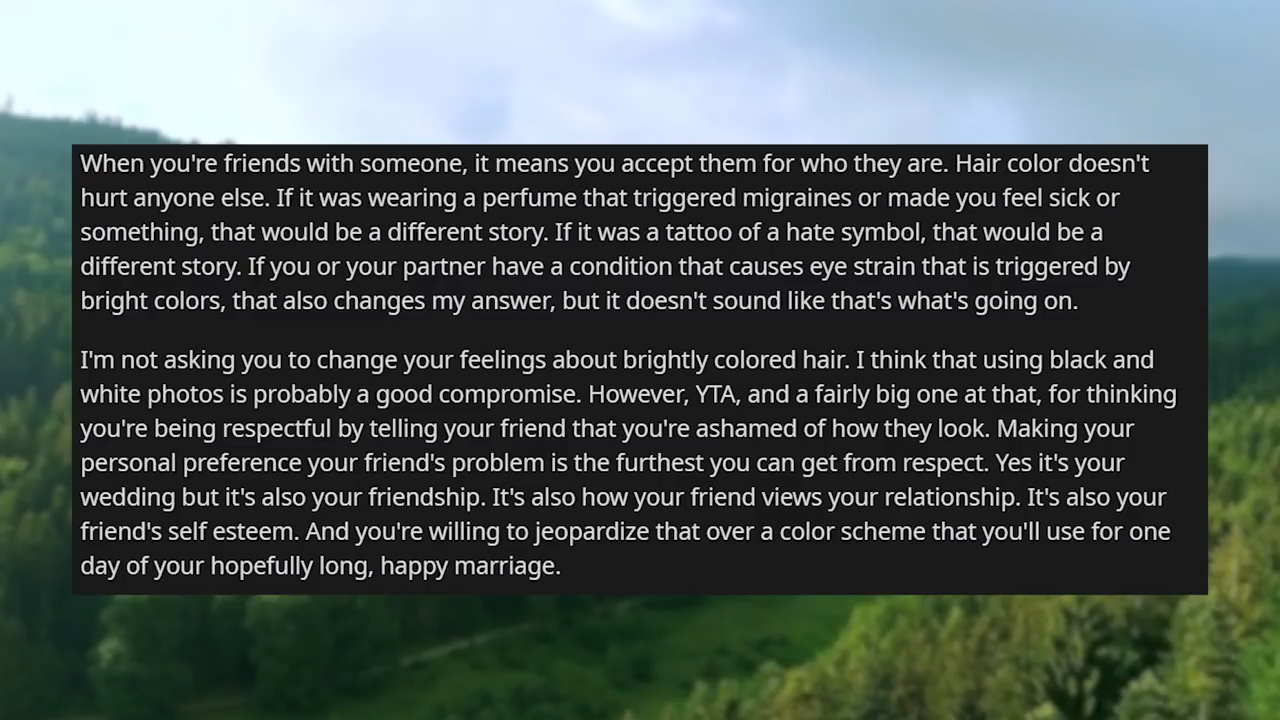 When you're friends with someone, it means you accept them for who they are. Hair color doesn't
hurt anyone else. If it was wearing a perfume that triggered migraines or made you feel sick or
something, that would be a different story. If it was a tattoo of a hate symbol, that would be a
different story. If you or your partner have a condition that causes eye strain that is triggered by
bright colors, that also changes my answer, but it doesn't sound like that's what's going on.
I'm not asking you to change your feelings about brightly colored hair. I think that using black and
white photos is probably a good compromise. However, YTA, and a fairly big one at that, for thinking
you're being respectful by telling your friend that you're ashamed of how they look. Making your
personal preference your friend's problem is the furthest you can get from respect. Yes it's your
wedding but it's also your friendship. It's also how your friend views your relationship. It's also your
friend's self esteem. And you're willing to jeopardize that over a color scheme that you'll use for one
day of your hopefully long, happy marriage.